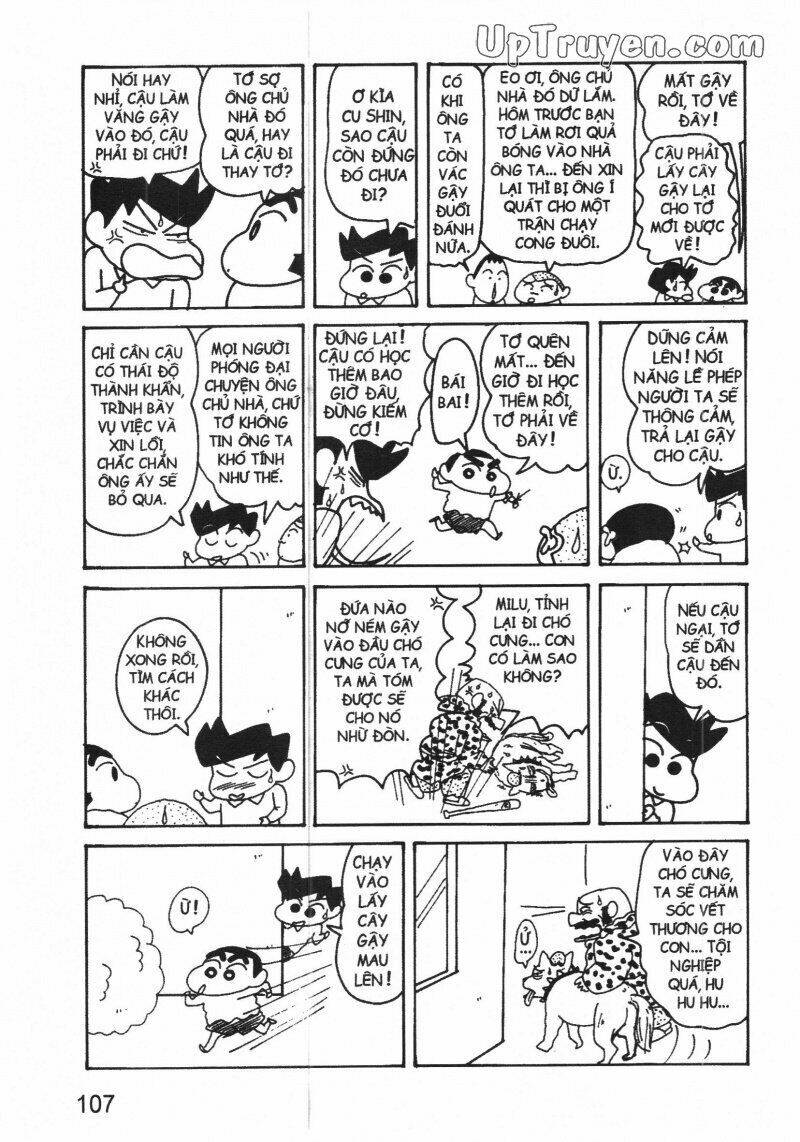 UpTruyen.com
MẤT GẬY
RỒI, TỚ VỀ
ĐÂY!
CẬU PHẢI
LẤY CÂY
GẬY LẠI
CHO TỚ
MỚI ĐƯỢC
VỀ!
EO ƠI, ÔNG CHỦ
NHÀ ĐÓ DỮ LẮM.
HÔM TRƯỚC BẠN
TỚ LÀM RƠI QUẢ
BÓNG VÀO NHÀ
ÔNG TA... ĐẾN XIN
LẠI THÌ BỊ ÔNG Í
QUÁT CHO MỘT
TRẬN CHẠY
CONG ĐUÔI.
CÓ
KHI
ÔNG
TA
CÒN
VÁC
GẬY
ĐUỔI
ĐÁNH
NỮA.
Ơ KÌA
CU SHIN,
SAO CẬU
CÒN ĐỨNG
ĐÓ CHƯA
ĐI?
TỚ SỢ
ÔNG CHỦ
NHÀ ĐÓ
QUÁ, HAY
LÀ CẬU ĐI
THAY TỚ?
NÓI HAY
NHỈ, CẬU LÀM
VĂNG GẬY
VÀO ĐÓ, CẬU
PHẢI ĐI CHỨ!
DŨNG CẢM
LÊN! NÓI
NĂNG LỄ PHÉP
NGƯỜI TA SẼ
THÔNG CẢM,
TRẢ LẠI GẬY
CHO CẬU.
Ừ.
TỚ QUÊN
MẤT... ĐẾN
GIỜ ĐI HỌC
THÊM RỒI,
TỚ PHẢI VỀ
ĐÂY!
BÁI
BAI!
ĐỨNG LẠI!
CẬU CÓ HỌC
THÊM BAO
GIỜ ĐÂU,
ĐỪNG KIẾM
CỚ!
MỌI NGƯỜI
PHÓNG ĐẠI
CHUYỆN ÔNG
CHỦ NHÀ, CHỨ
TỚ KHÔNG
TIN ÔNG TA
KHÓ TÍNH
NHƯ THẾ.
CHỈ CẦN CẬU
CÓ THÁI ĐỘ
THÀNH KHẨN,
TRÌNH BÀY
VỤ VIỆC VÀ
XIN LỖI,
CHẮC CHẮN
ÔNG ẤY SẼ
BỎ QUA.
NẾU CẬU
NGẠI, TỚ
SẼ DẪN
CẬU ĐẾN
ĐÓ.
MILU, TỈNH
LẠI ĐI CHÓ
CƯNG... CON
CÓ LÀM SAO
KHÔNG?
ĐỨA NÀO
NỠ NÉM GẬY
VÀO ĐẦU CHÓ
CƯNG CỦA TA,
TA MÀ TÓM
ĐƯỢC SẼ
CHO NÓ
NHỪ ĐÒN.
KHÔNG
XONG RỒI,
TÌM CÁCH
KHÁC
THÔI.
VÀO ĐÂY
CHÓ CƯNG,
TA SẼ CHĂM
SÓC VẾT
THƯƠNG CHO
CON... TỘI
NGHIỆP
QUÁ, HU
HU HU...
Ử...
CHẠY
VÀO
LẤY
CÂY
GẬY
MAU
LÊN!
Ừ!
107